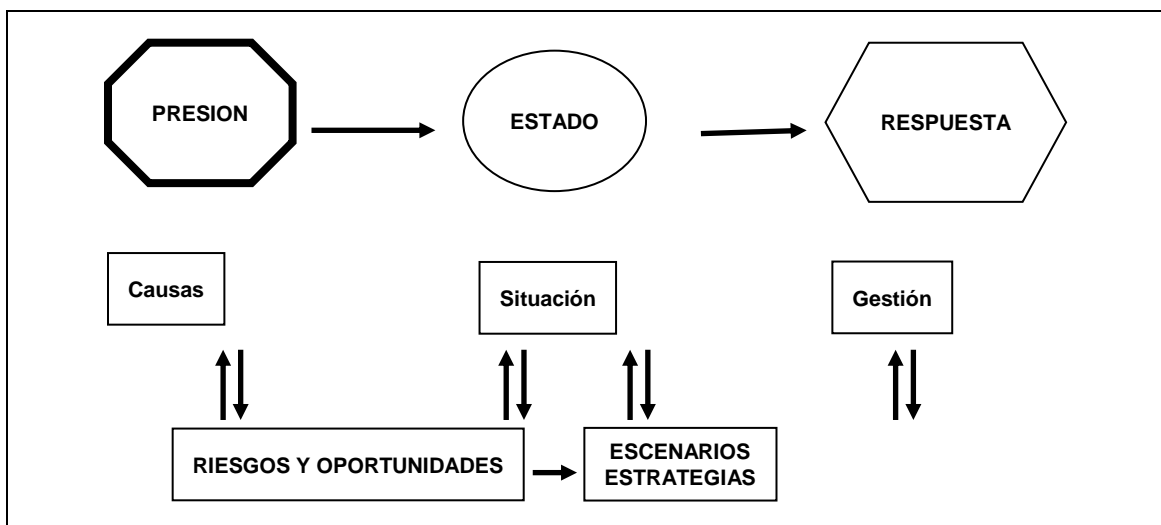 PRESION
ESTADO
RESPUESTA
Causas
Situación
Gestión
RIESGOS Y OPORTUNIDADES
ESCENARIOS
ESTRATEGIAS